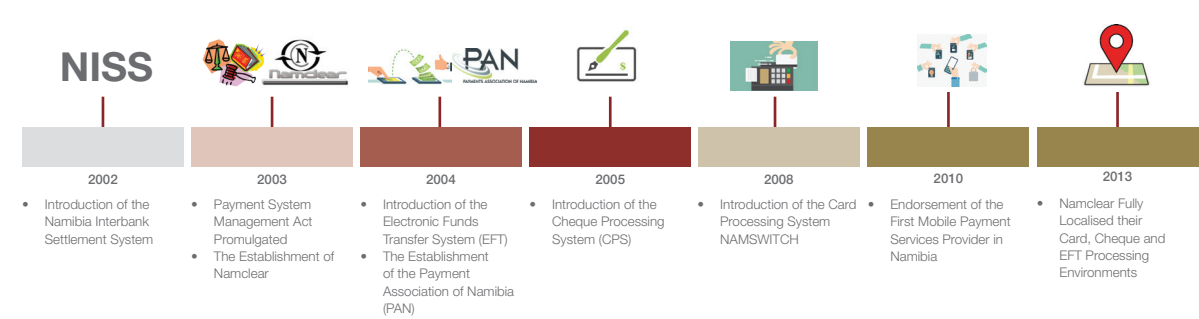 NISS
N
Namclear
PAN
PAYMENTS ASSOCIATION OF NAMIBIA
$
2002
• Introduction of the
Namibia Interbank
Settlement System
2003
• Payment System
Management Act
Promulgated
• The Establishment of
Namclear
2004
• Introduction of the
Electronic Funds
Transfer System (EFT)
• The Establishment
of the Payment
Association of Namibia
(PAN)
2005
• Introduction of the
Cheque Processing
System (CPS)
2008
• Introduction of the Card
Processing System
NAMSWITCH
2010
• Endorsement of the
First Mobile Payment
Services Provider in
Namibia
2013
• Namclear Fully
Localised their
Card, Cheque and
EFT Processing
Environments